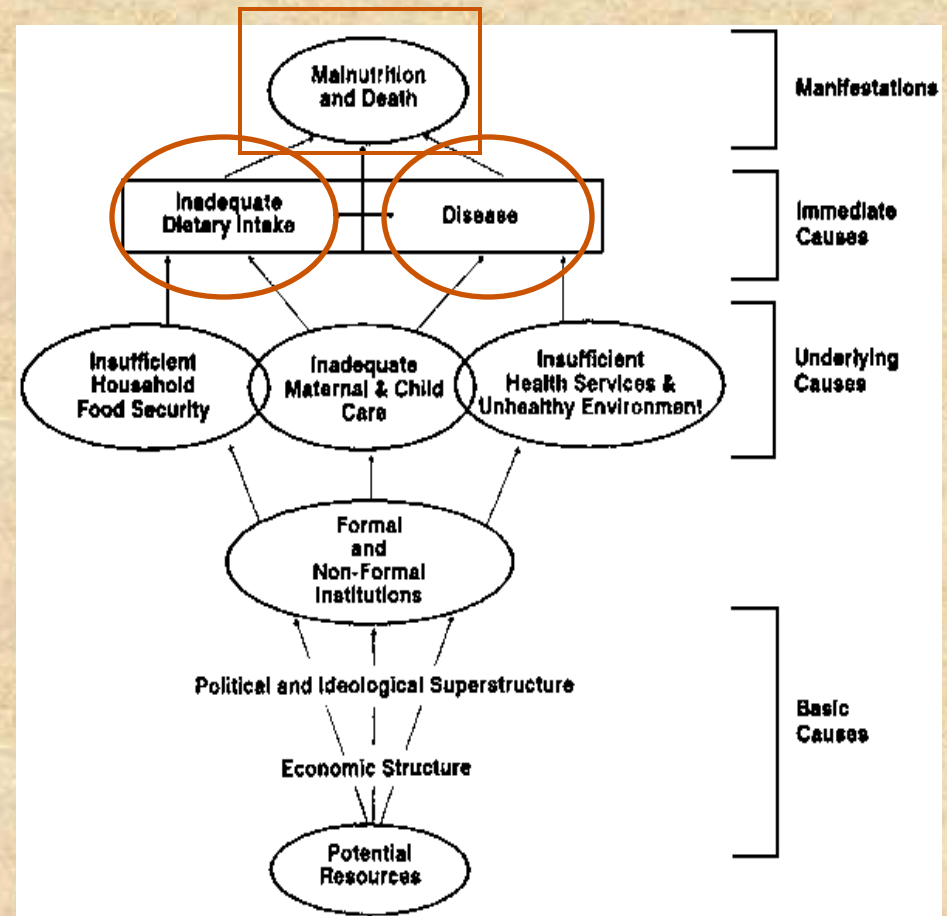 Malnutrition
and Death
Manifestations
Inadequate
Dietary Intake
Disease
Immediate
Causes
Insufficient
Household
Food Security
Inadequate
Maternal & Child
Care
Insufficient
Health Services &
Unhealthy Environment
Underlying
Causes
Formal
and
Non-Formal
Institutions
Political and Ideological Superstructure
Economic Structure
Basic
Causes
Potential
Resources